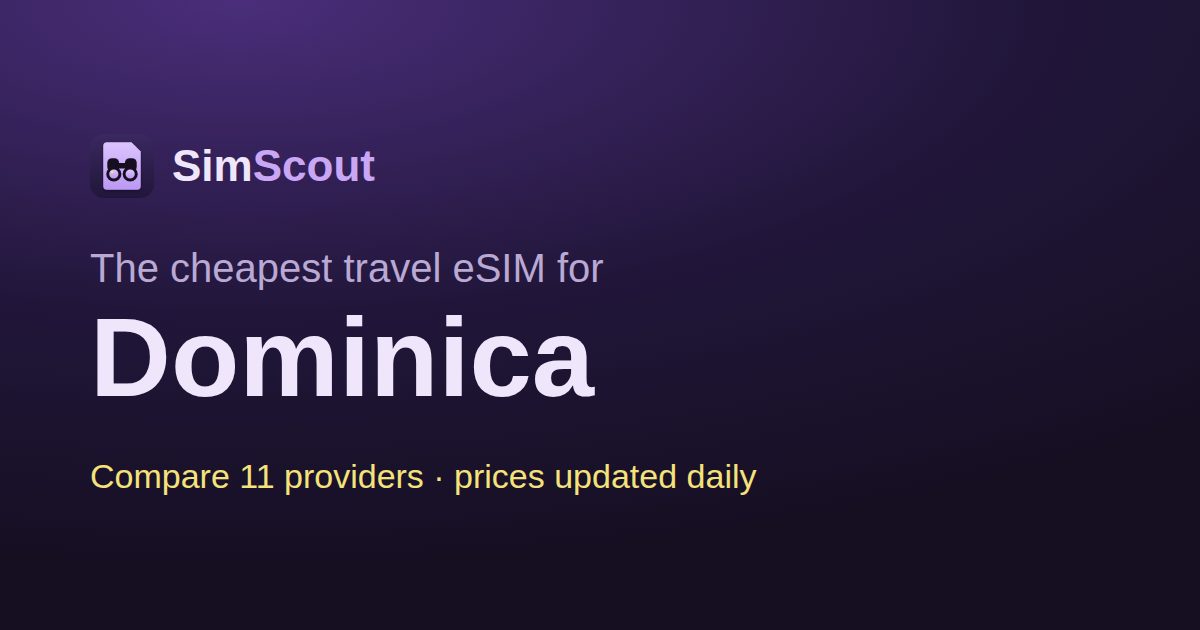 SimScout
The cheapest travel eSIM for
Dominica
Compare 11 providers · prices updated daily